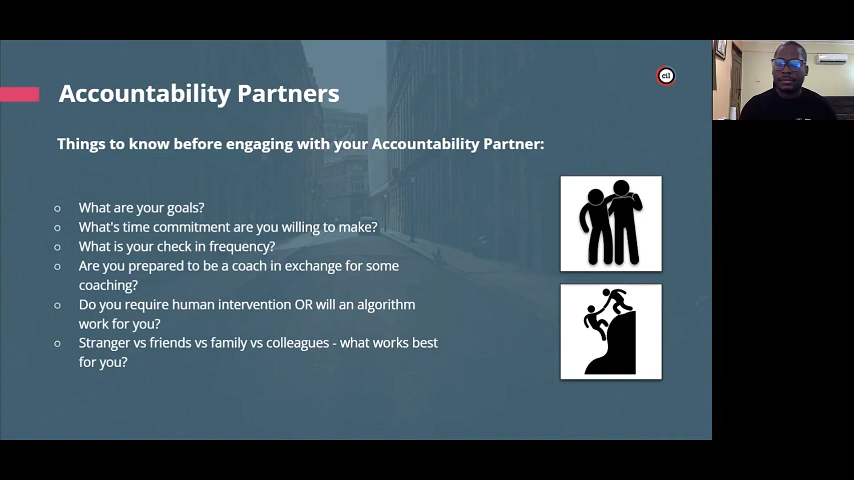 Accountability Partners
ctl
Things to know before engaging with your Accountability Partner:
What are your goals?
What's time commitment are you willing to make?
What is your check in frequency?
Are you prepared to be a coach in exchange for some
coaching?
Do you require human intervention OR will an algorithm
work for you?
Stranger vs friends vs family vs colleagues - what works best
for you?